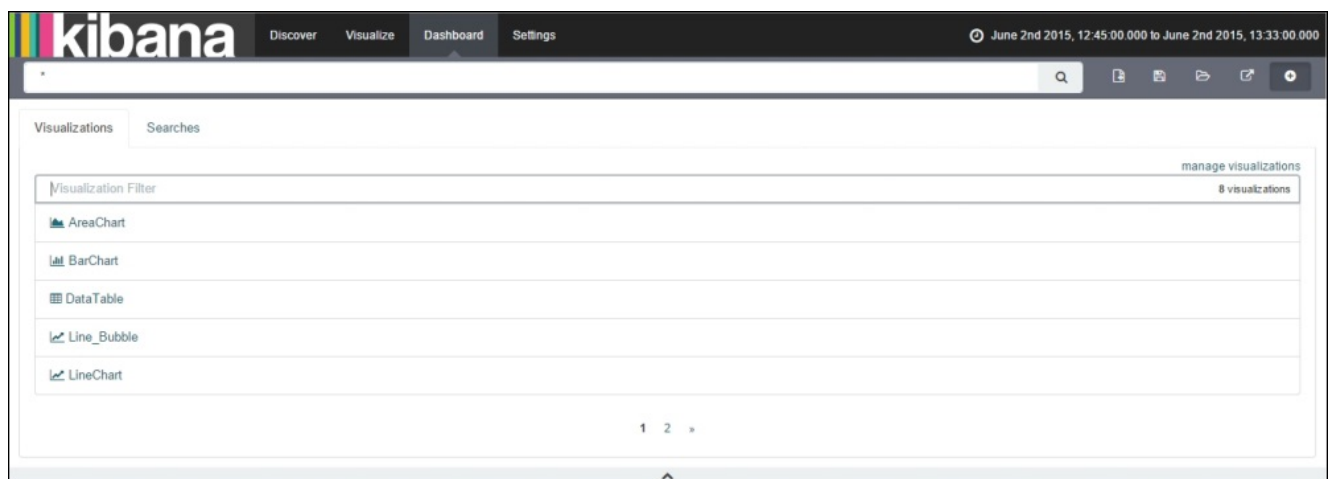 kibana Discover Visualize Dashboard Settings June 2nd 2015, 12:45:00.000 to June 2nd 2015, 13:33:00.000
*
Visualizations Searches
manage visualizations
Visualization Filter 8 visualizations
AreaChart
BarChart
DataTable
Line_Bubble
LineChart
1 2 »